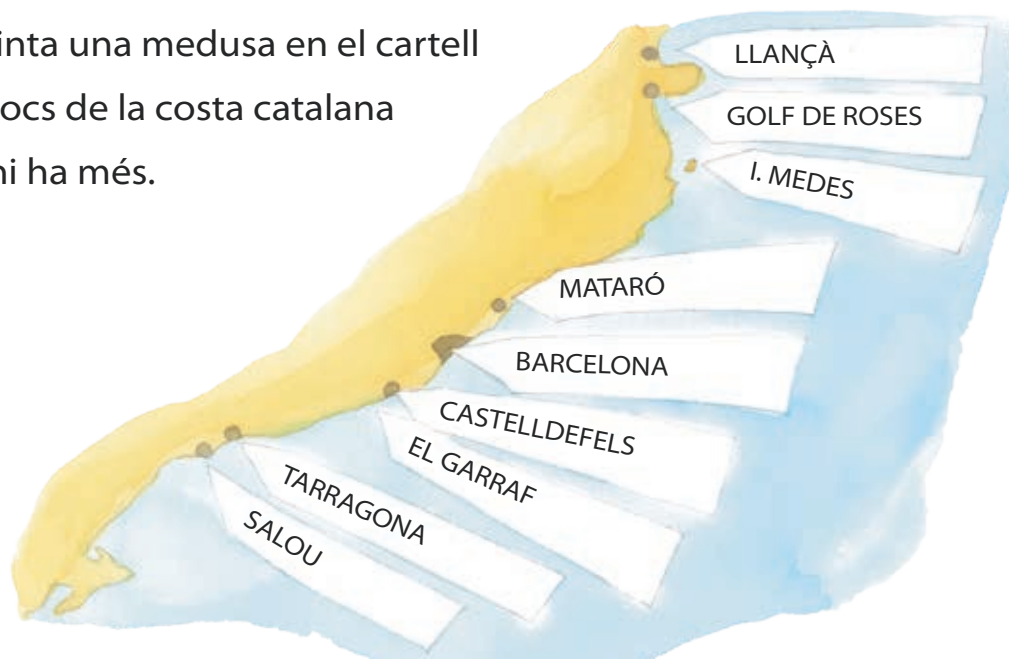 inta una medusa en el cartell
ocs de la costa catalana
ni ha més.
LLANÇÀ
GOLF DE ROSES
I. MEDES
MATARÓ
BARCELONA
CASTELLDEFELS
EL GARRAF
TARRAGONA
SALOU